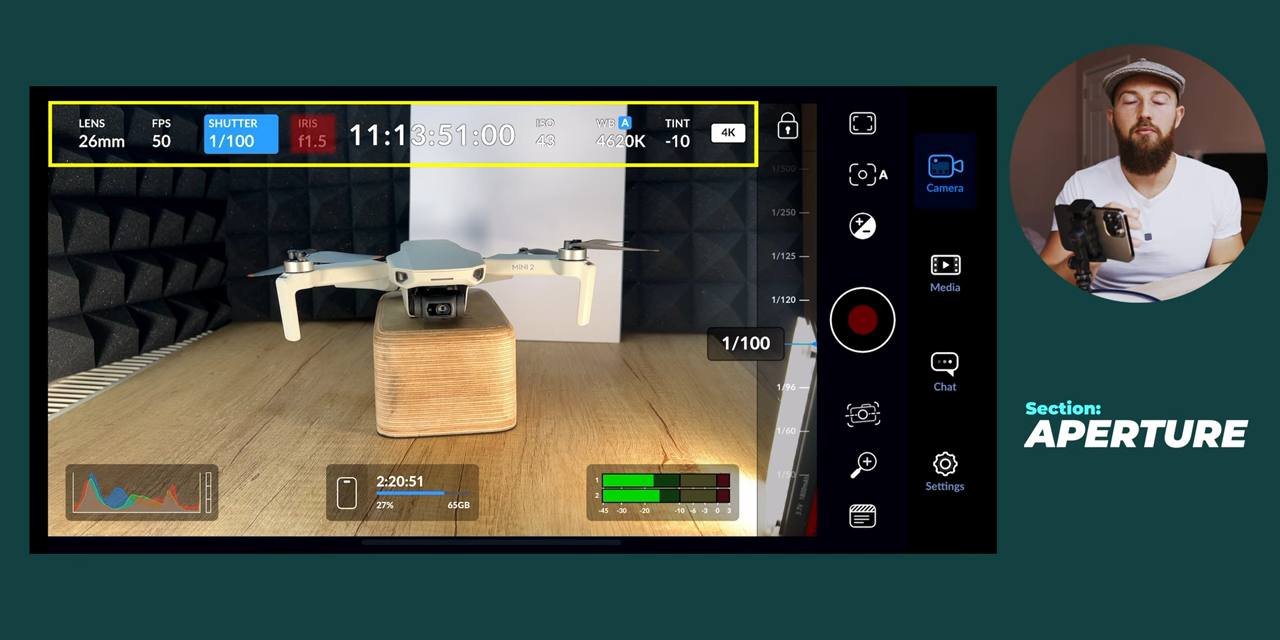 LENS FPS SHUTTER IRIS ISO WB A TINT
26mm 50 1/100 f1.5 11:13:51:00 43 4620K -10 4K
1/500
1/250
1/125
1/120
1/100
1/96
1/60
1/50
MINI 2
A
Camera
Media
Chat
Settings
2:20:51
27% 65GB
1
2
-45 -30 -20 -10 -6 -3 0 3
Section:
APERTURE